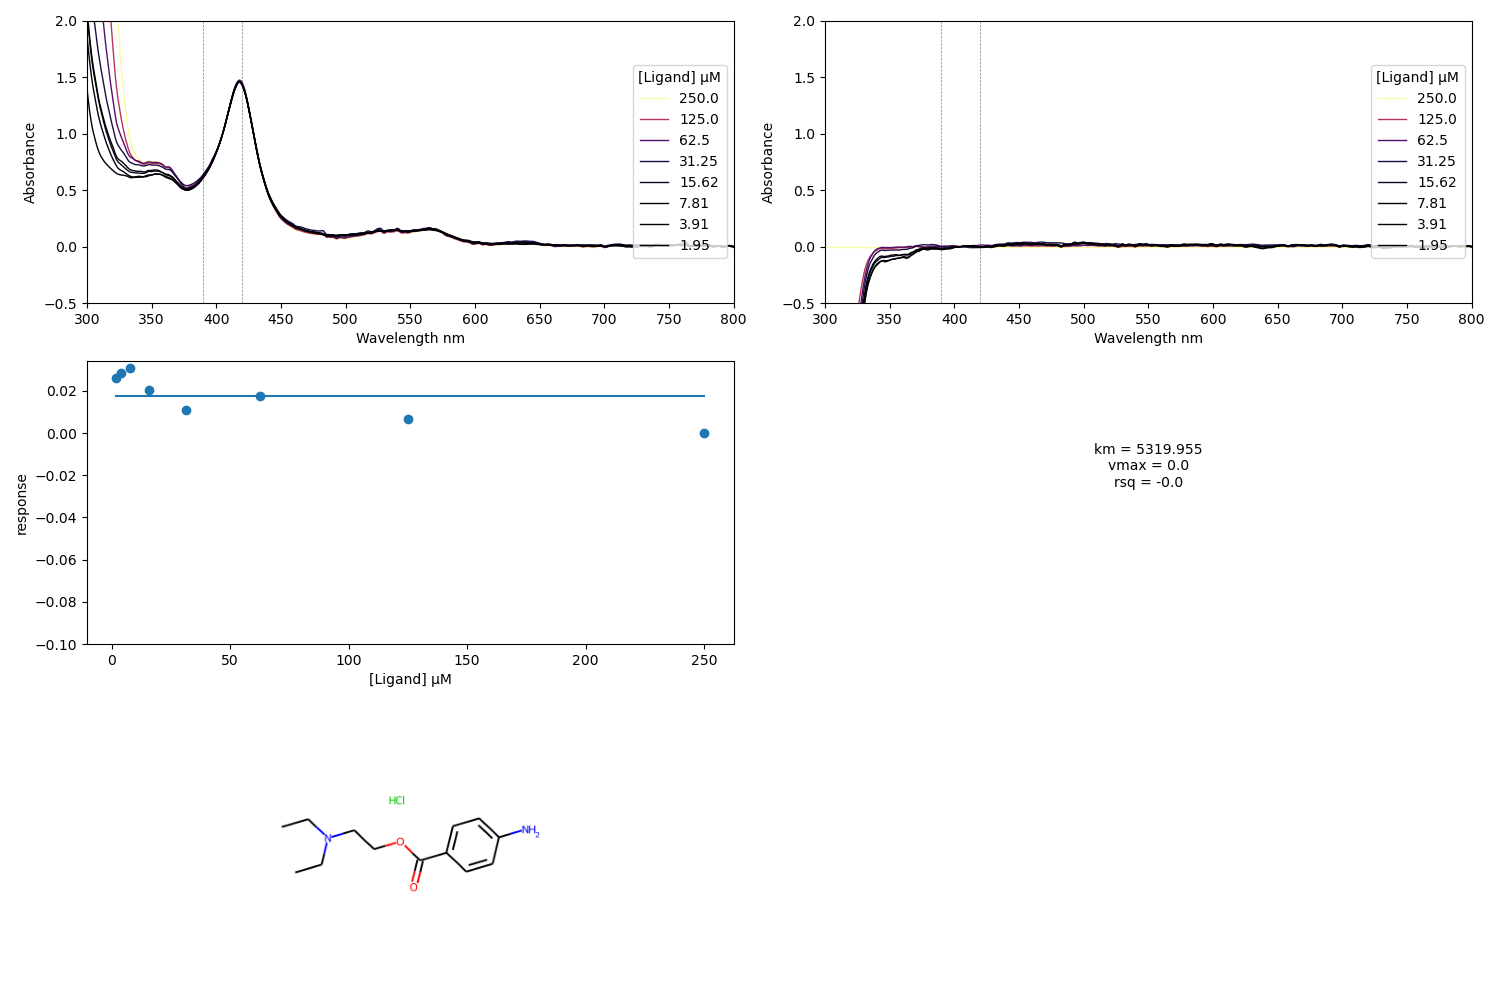 2.0
1.5
1.0
0.5
0.0
−0.5
Absorbance
300 350 400 450 500 550 600 650 700 750 800
Wavelength nm
[Ligand] µM
250.0
125.0
62.5
31.25
15.62
7.81
3.91
1.95
2.0
1.5
1.0
0.5
0.0
−0.5
Absorbance
300 350 400 450 500 550 600 650 700 750 800
Wavelength nm
[Ligand] µM
250.0
125.0
62.5
31.25
15.62
7.81
3.91
1.95
0.02
0.00
−0.02
−0.04
−0.06
−0.08
−0.10
response
0 50 100 150 200 250
[Ligand] µM
km = 5319.955
vmax = 0.0
rsq = -0.0
HCl
N
O
O
NH2